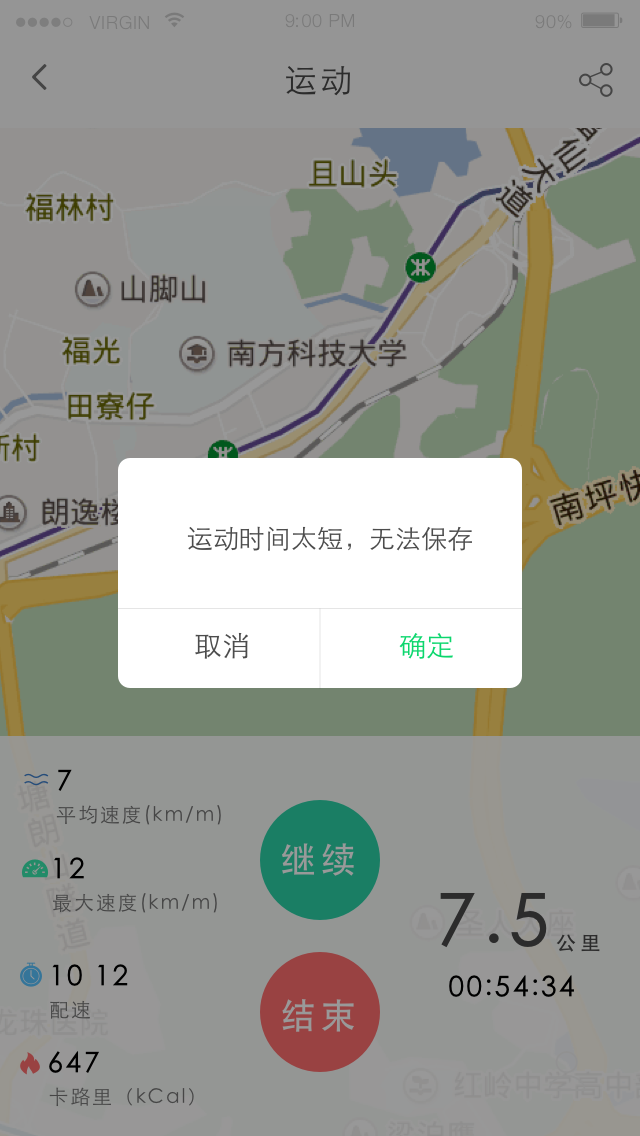 VIRGIN
9:00 PM
90%
运动
且山头
仙大道
福林村
山脚山
福光
南方科技大学
田寮仔
新村
朗逸楼
南坪快
运动时间太短，无法保存
取消
确定
7
平均速度(km/m)
塘朗山隧道
12
最大速度(km/m)
继续
7.5公里
00:54:34
10 12
配速
龙珠医院
结束
647
卡路里（kCal）
红岭中学高中部